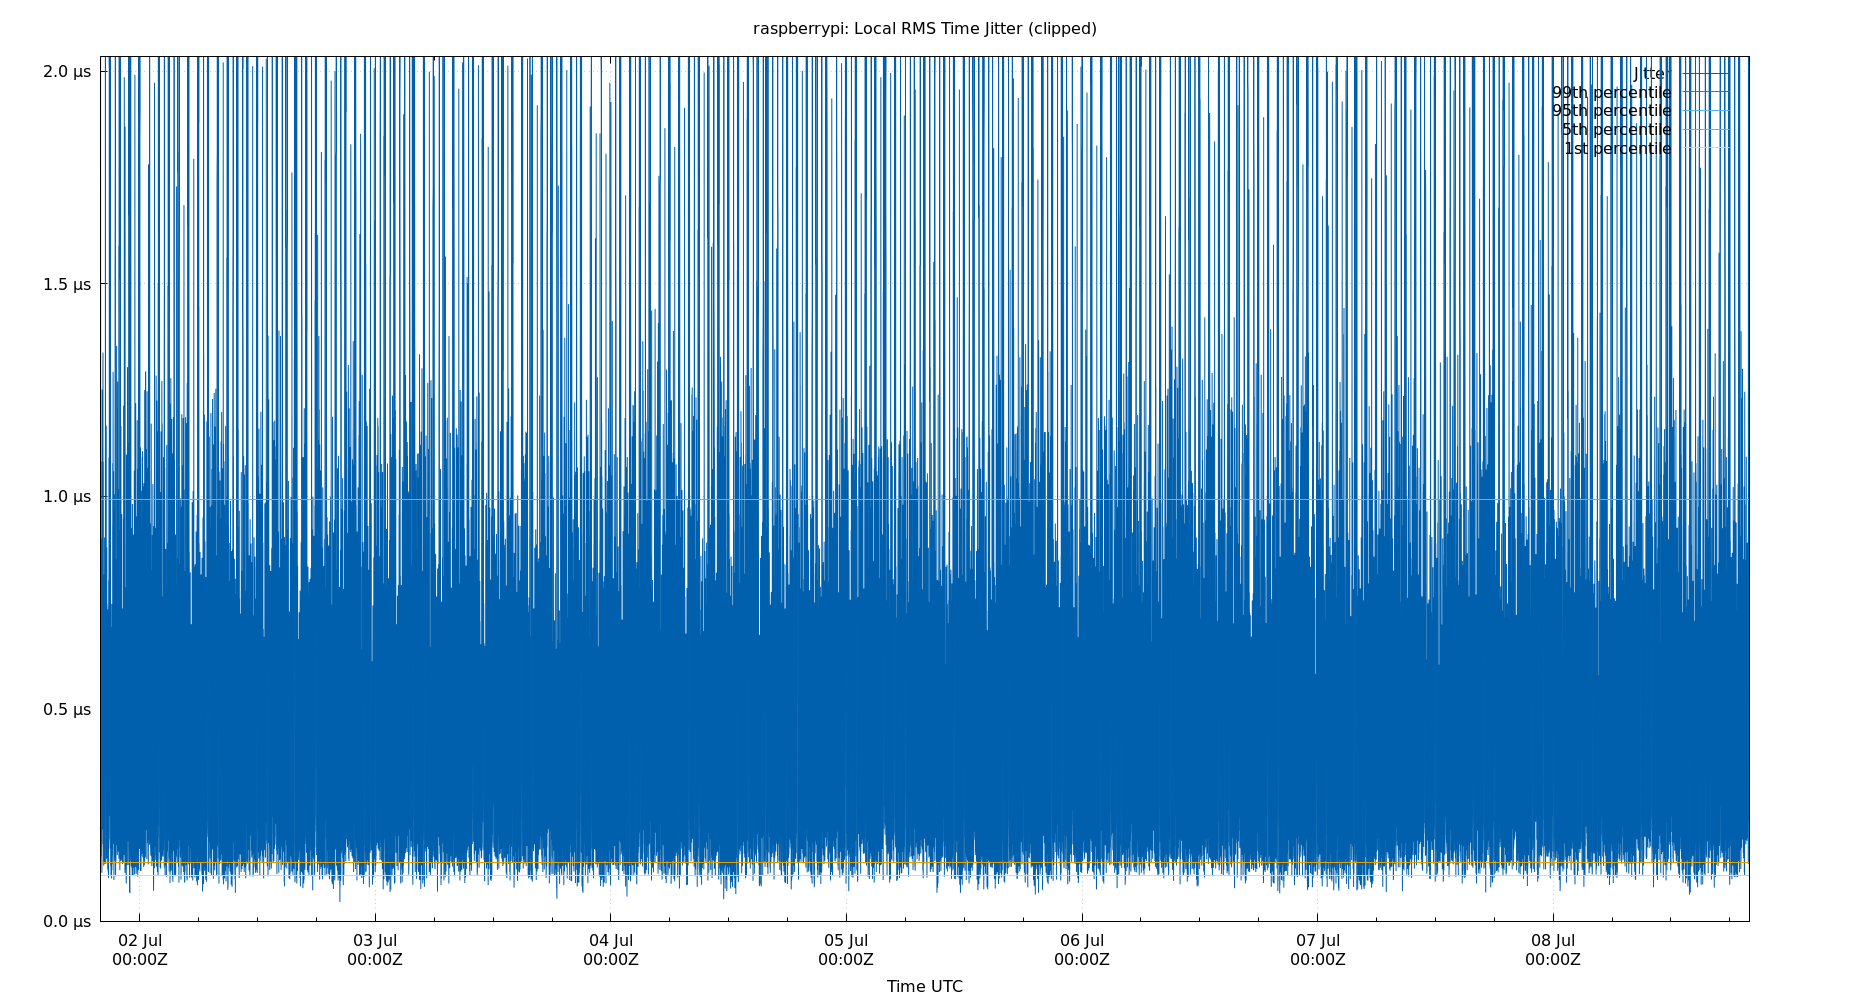 raspberrypi: Local RMS Time Jitter (clipped)
2.0 μs
1.5 μs
1.0 μs
0.5 μs
0.0 μs
Jitter
99th percentile
95th percentile
5th percentile
1st percentile
02 Jul 03 Jul 04 Jul 05 Jul 06 Jul 07 Jul 08 Jul
00:00Z 00:00Z 00:00Z 00:00Z 00:00Z 00:00Z 00:00Z
Time UTC